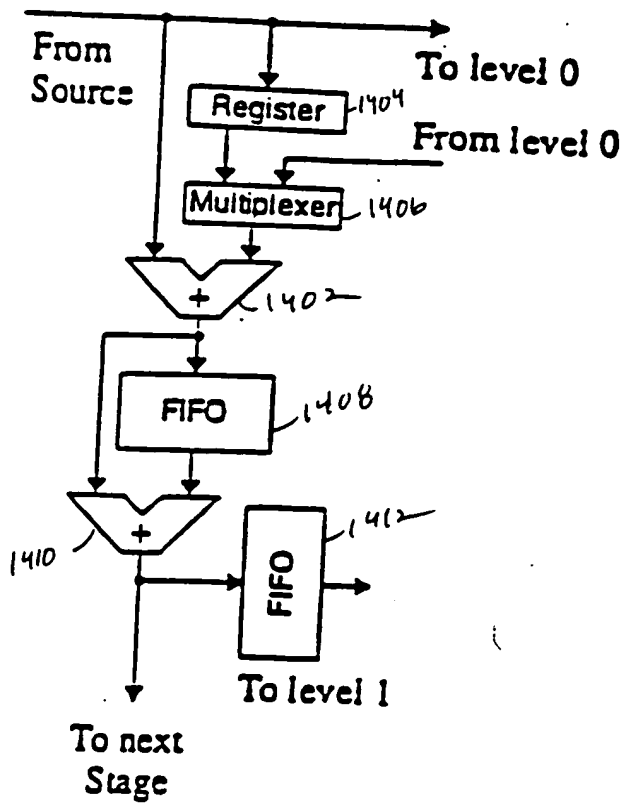 From
Source
To level 0
Register
1404
From level 0
Multiplexer
1406
+
1402
FIFO
1408
+
1410
FIFO
1412
To level 1
To next
Stage